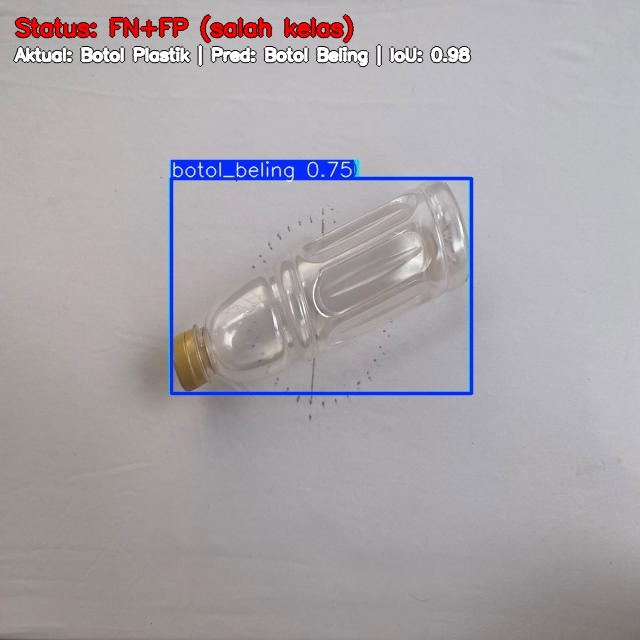 Status: FN+FP (salah kelas)
Aktual: Botol Plastik | Pred: Botol Beling | IoU: 0.98
botol_beling 0.75